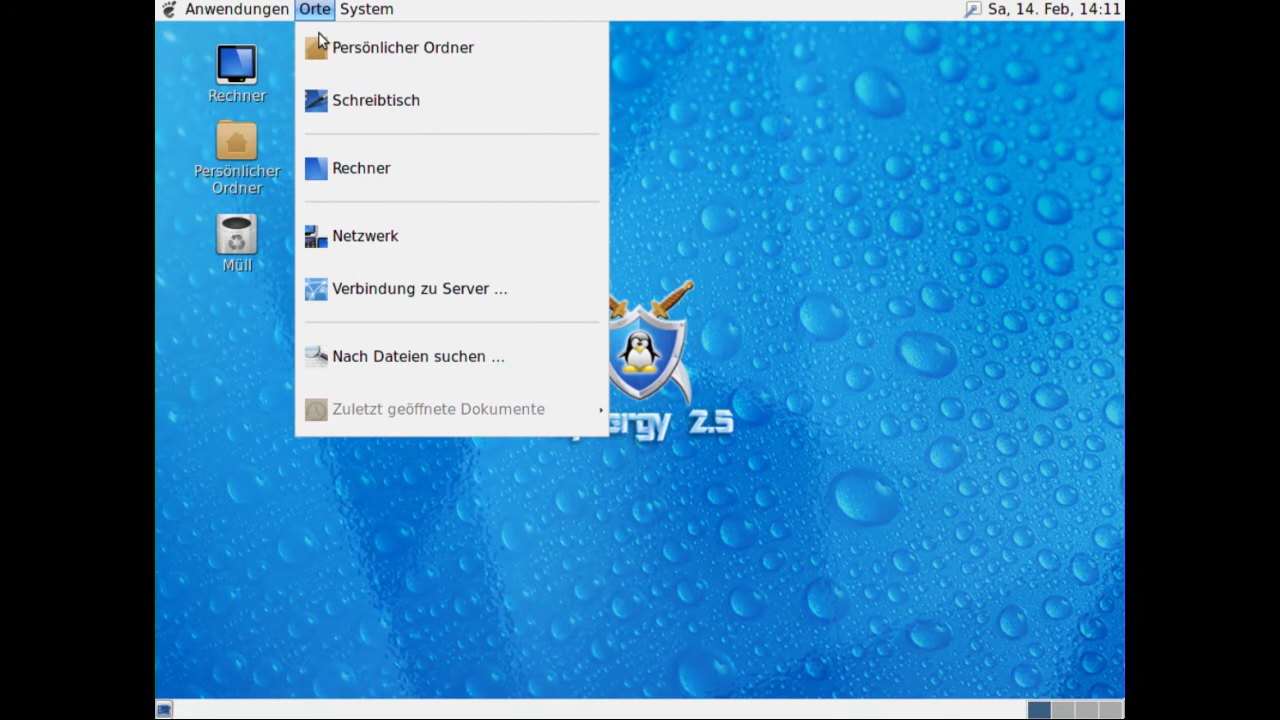 Anwendungen Orte System Sa, 14. Feb, 14:11
Persönlicher Ordner
Schreibtisch
Rechner
Netzwerk
Verbindung zu Server ...
Nach Dateien suchen ...
Zuletzt geöffnete Dokumente
Rechner
Persönlicher
Ordner
Müll
2.5